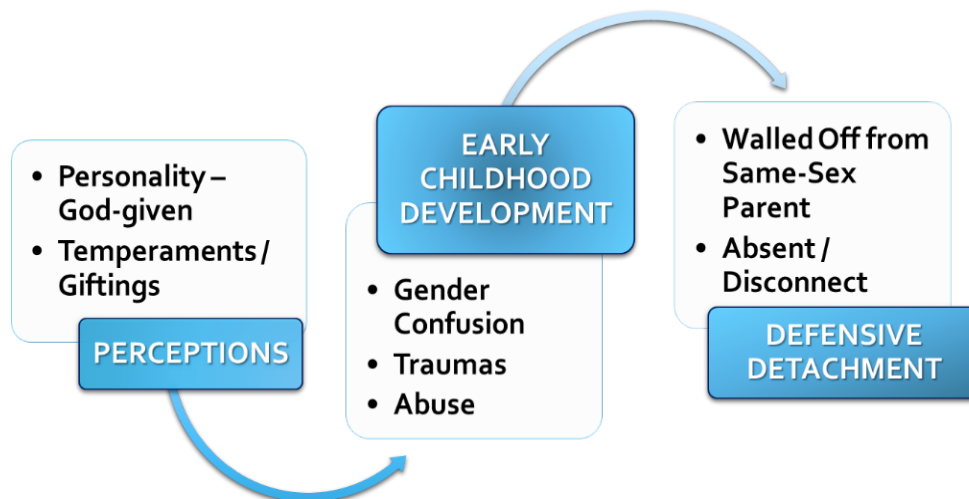 • Personality – 
God-given
• Temperaments / 
Giftings
PERCEPTIONS
EARLY
CHILDHOOD
DEVELOPMENT
• Gender
Confusion
• Traumas
• Abuse
• Walled Off from
Same-Sex
Parent
• Absent / 
Disconnect
DEFENSIVE
DETACHMENT